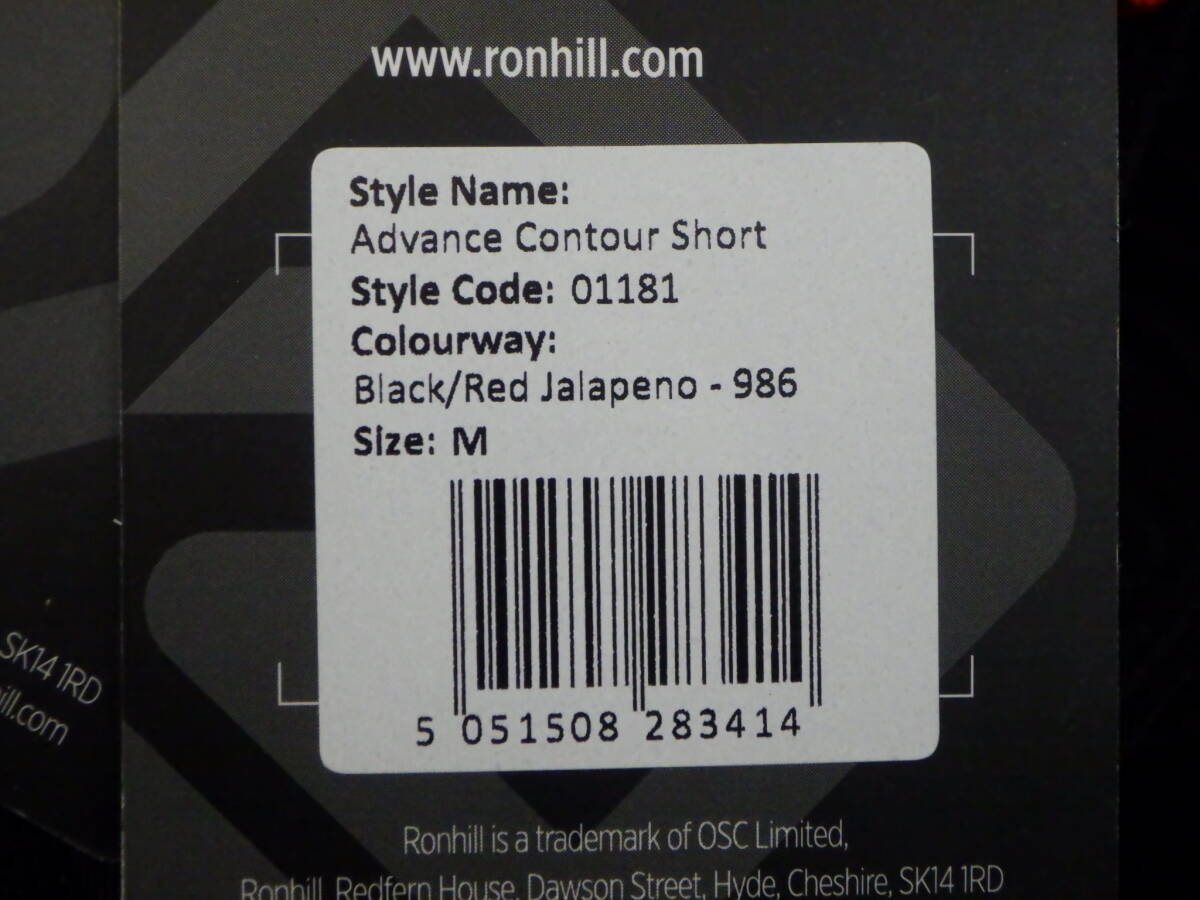 www.ronhill.com
Style Name:
Advance Contour Short
Style Code: 01181
Colourway:
Black/Red Jalapeno - 986
Size: M
5 051508 283414
Ronhill is a trademark of OSC Limited,
Ronhill, Redfern House, Dawson Street, Hyde, Cheshire, SK14 1RD
SK14 1RD
ill.com